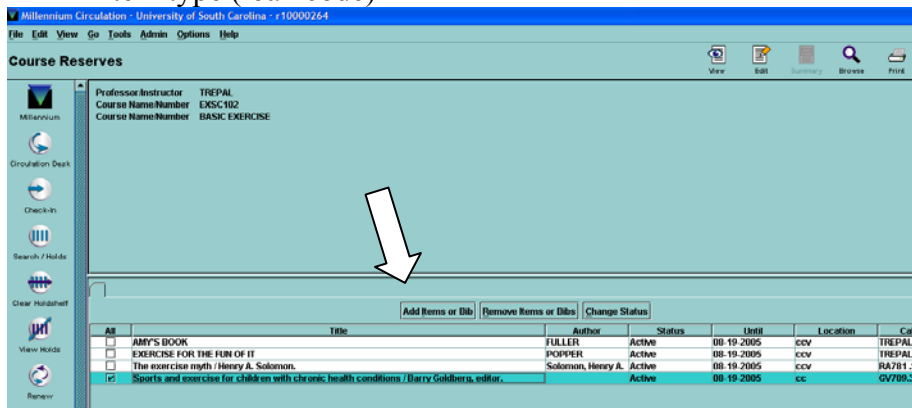 Millennium Circulation - University of South Carolina - r10000264
File Edit View Go Tools Admin Options Help
Course Reserves
View Edit Summary Browse Print
Millennium
Circulation Desk
Check-In
Search / Holds
Clear Holdshelf
View Holds
Renew
Professor/Instructor TREPAL
Course Name/Number EXSC102
Course Name/Number BASIC EXERCISE
Add Items or Bib Remove Items or Bibs Change Status
All Title Author Status Until Location
AMY'S BOOK FULLER Active 08-19-2005 ccv TREPAL
EXERCISE FOR THE FUN OF IT POPPER Active 08-19-2005 ccv TREPAL
The exercise myth / Henry A. Solomon. Solomon, Henry A. Active 08-19-2005 ccv RA781
Sports and exercise for children with chronic health conditions / Barry Goldberg, editor. Active 08-19-2005 cc GV709.